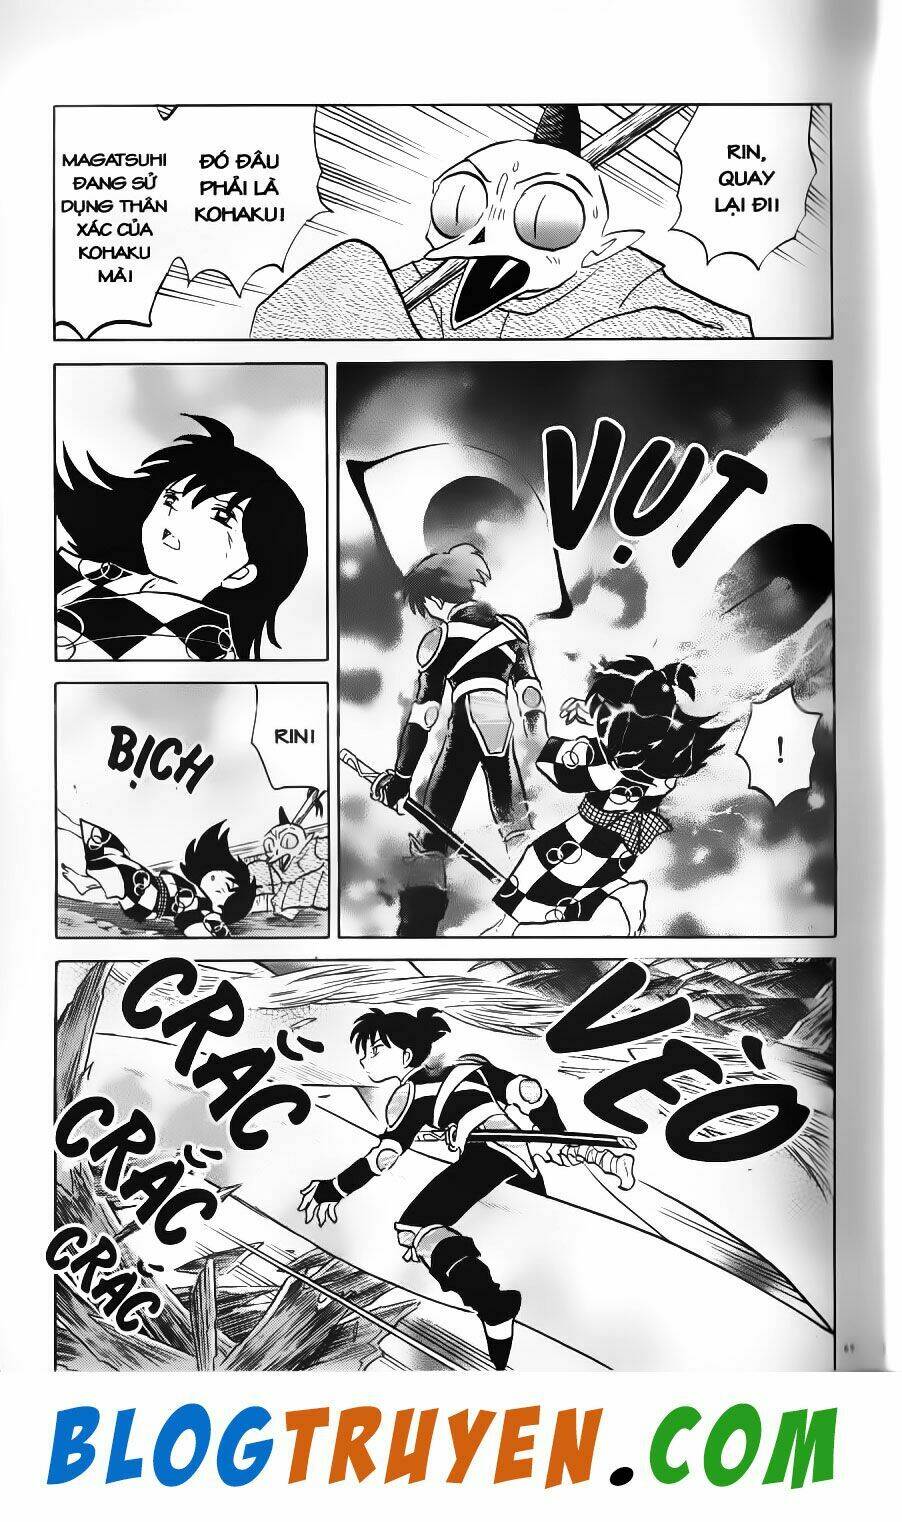 RIN,
QUAY
LẠI ĐI!
ĐÓ ĐÂU
PHẢI LÀ
KOHAKU!
MAGATSUHI
ĐANG SỬ
DỤNG THÂN
XÁC CỦA
KOHAKU
MÀ!
VỤT
!
RIN!
BỊCH
VÈO
CRẮC
CRẮC
CRẮC
69
BLOGTRUYEN.COM